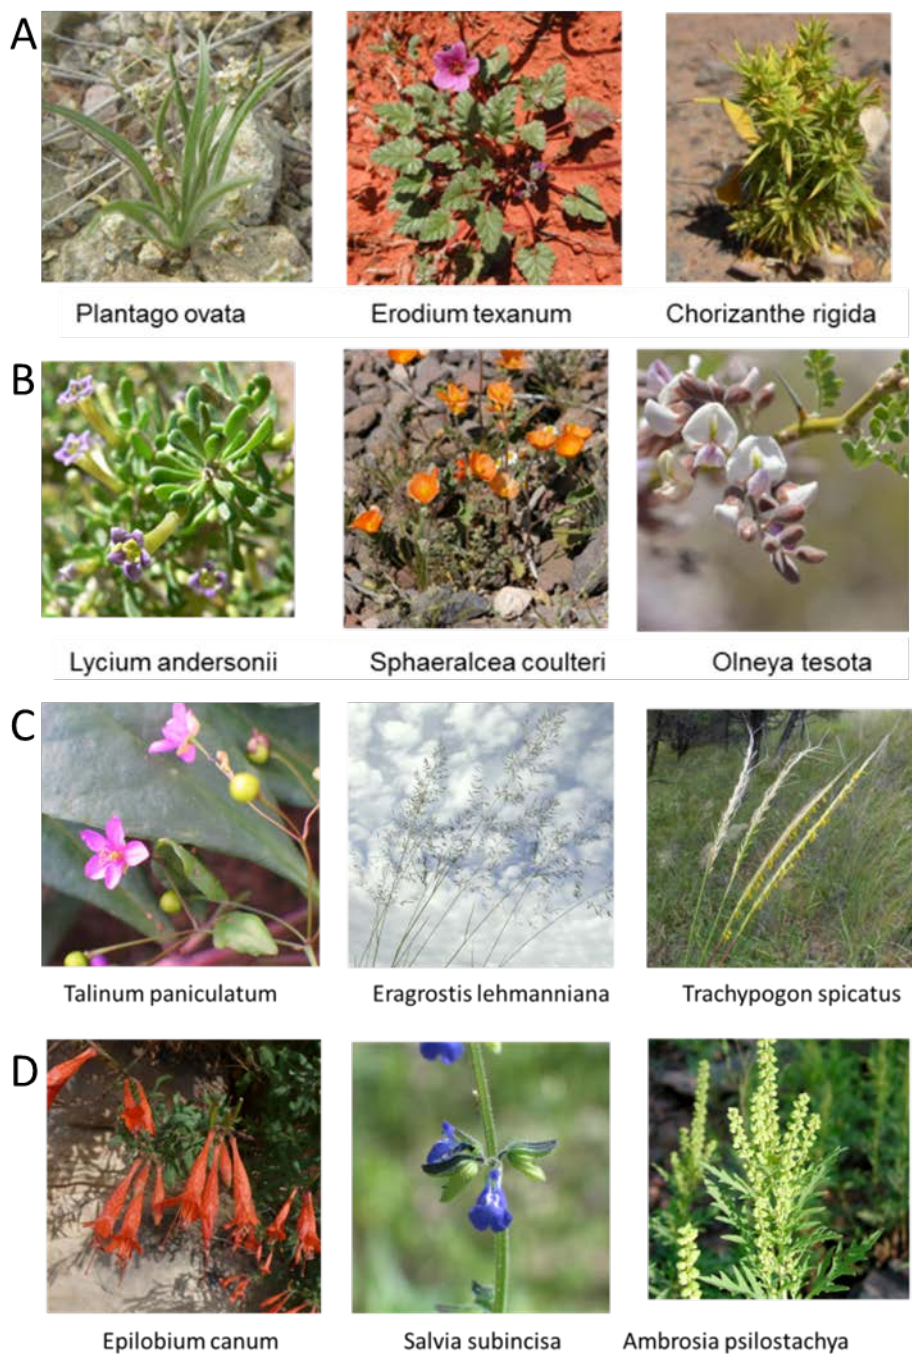 A
Plantago ovata
Erodium texanum
Chorizanthe rigida
B
Lycium andersonii
Sphaeralcea coulteri
Olneya tesota
C
Talinum paniculatum
Eragrostis lehmanniana
Trachypogon spicatus
D
Epilobium canum
Salvia subincisa
Ambrosia psilostachya